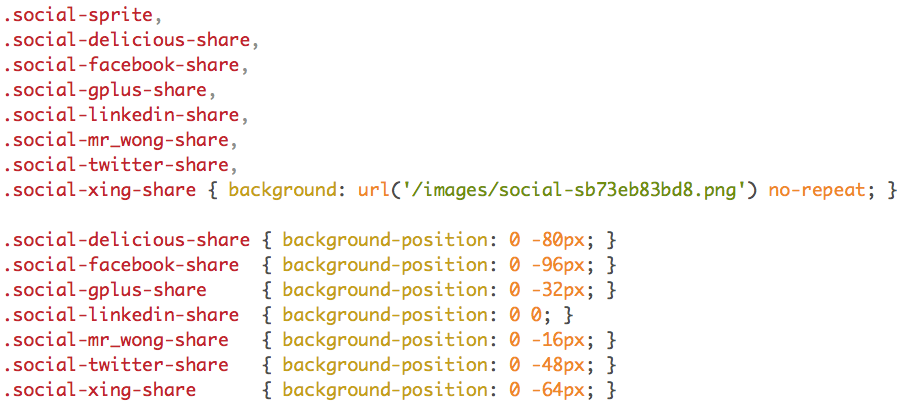 .social-sprite,
.social-delicious-share,
.social-facebook-share,
.social-gplus-share,
.social-linkedin-share,
.social-mr_wong-share,
.social-twitter-share,
.social-xing-share { background: url('/images/social-sb73eb83bd8.png') no-repeat; }

.social-delicious-share { background-position: 0 -80px; }
.social-facebook-share  { background-position: 0 -96px; }
.social-gplus-share     { background-position: 0 -32px; }
.social-linkedin-share  { background-position: 0 0; }
.social-mr_wong-share   { background-position: 0 -16px; }
.social-twitter-share   { background-position: 0 -48px; }
.social-xing-share      { background-position: 0 -64px; }